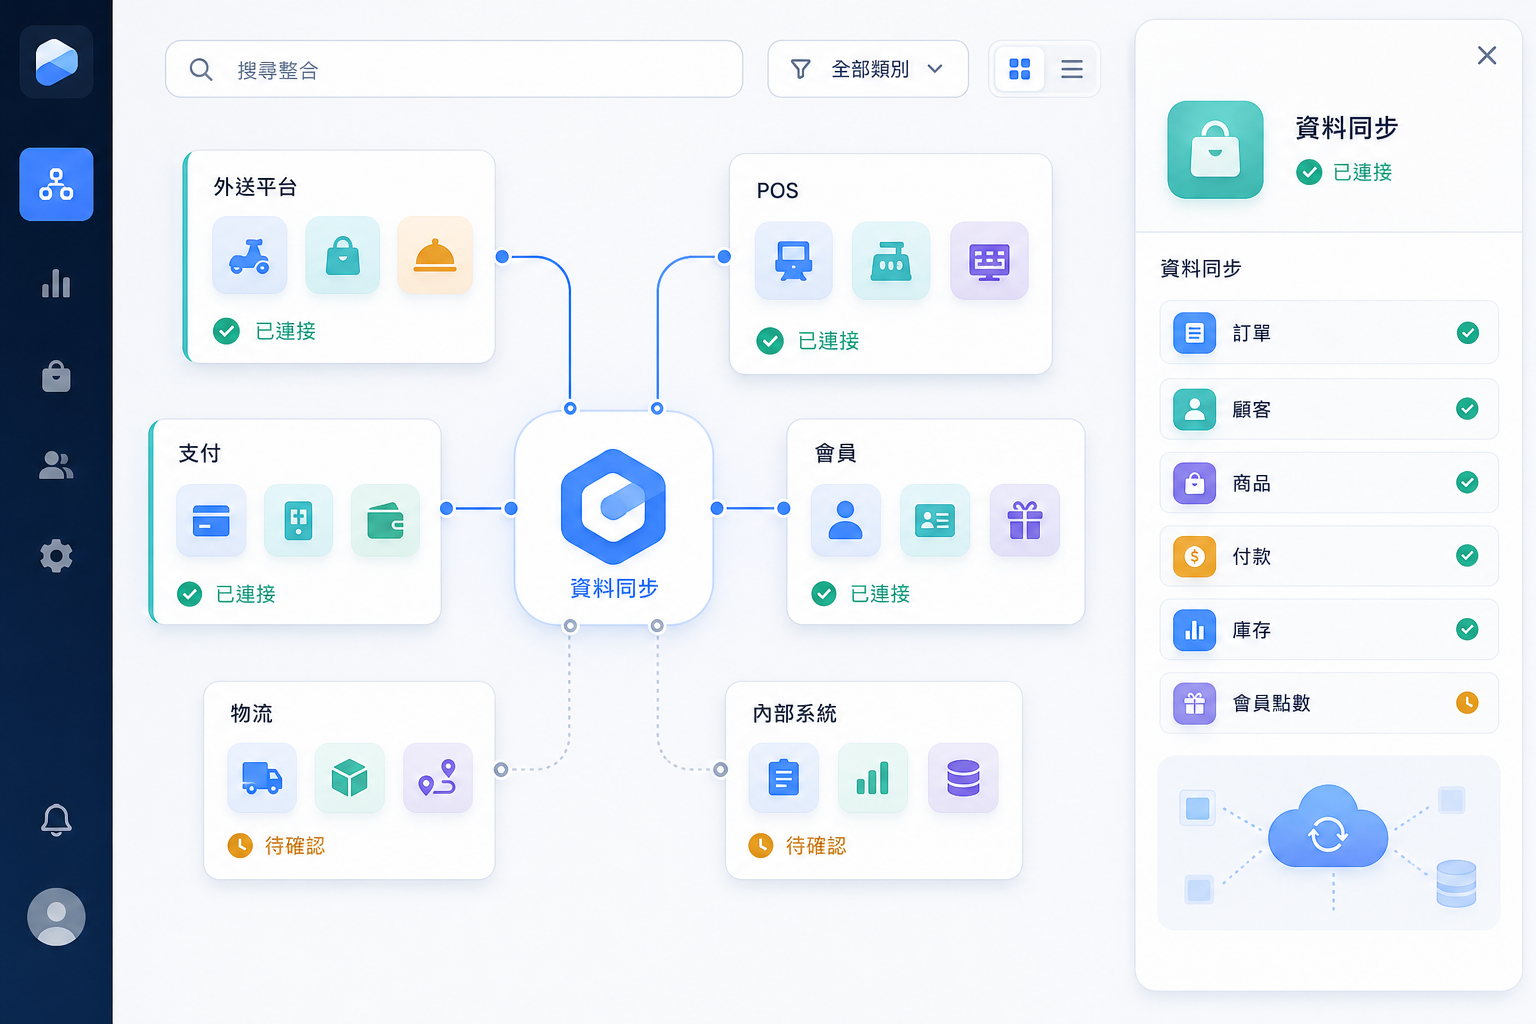 搜尋整合
全部類別
外送平台
已連接
POS
已連接
支付
已連接
資料同步
會員
已連接
物流
待確認
內部系統
待確認
資料同步
已連接
資料同步
訂單
顧客
商品
付款
庫存
會員點數